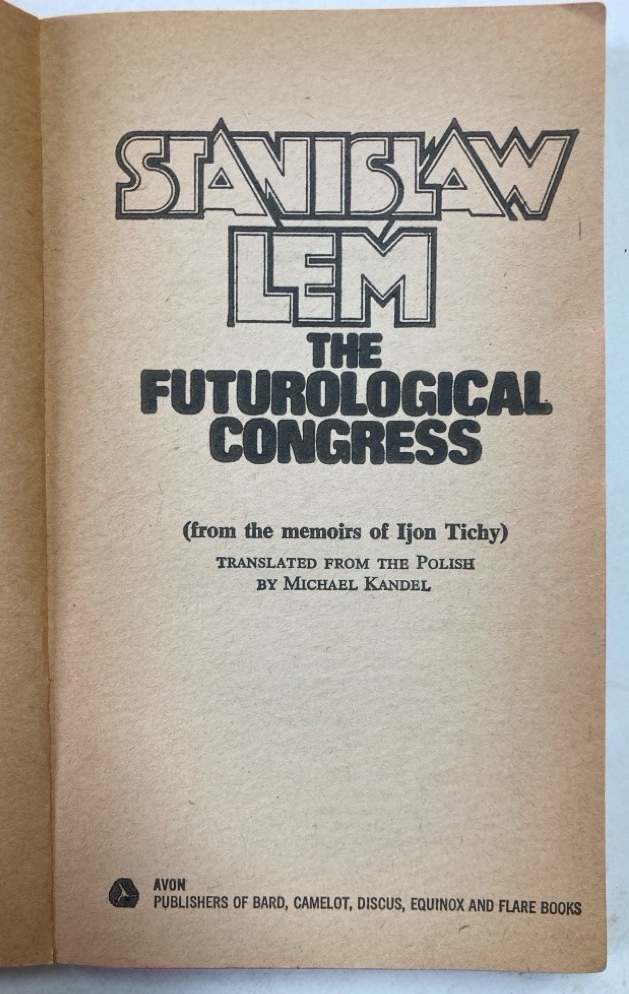 STANISŁAW
LEM
THE
FUTUROLOGICAL
CONGRESS
(from the memoirs of Ijon Tichy)
TRANSLATED FROM THE POLISH
BY MICHAEL KANDEL
AVON
PUBLISHERS OF BARD, CAMELOT, DISCUS, EQUINOX AND FLARE BOOKS